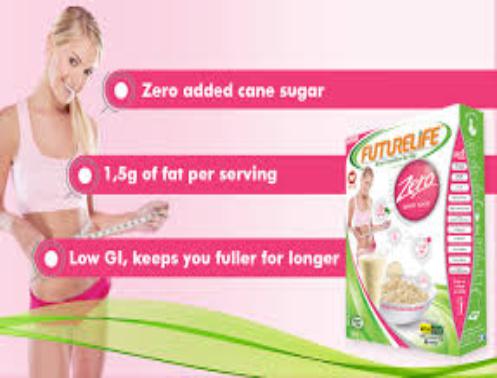 Zero added cane sugar
1,5g of fat per serving
Low GI, keeps you fuller for longer
FUTURELIFE
Zero